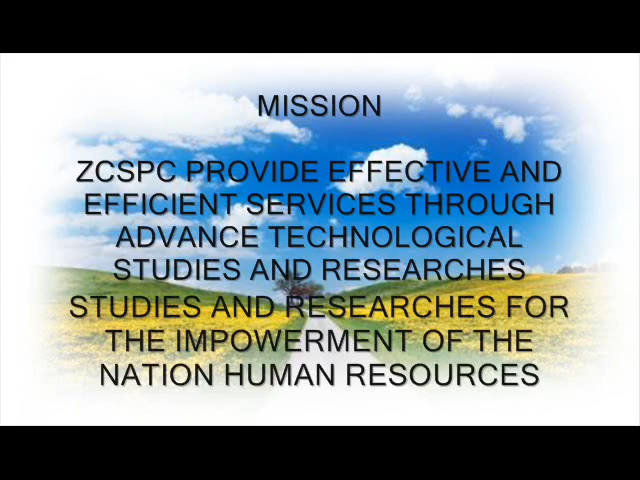 MISSION
ZCSPC PROVIDE EFFECTIVE AND
EFFICIENT SERVICES THROUGH
ADVANCE TECHNOLOGICAL
STUDIES AND RESEARCHES
STUDIES AND RESEARCHES FOR
THE IMPOWERMENT OF THE
NATION HUMAN RESOURCES